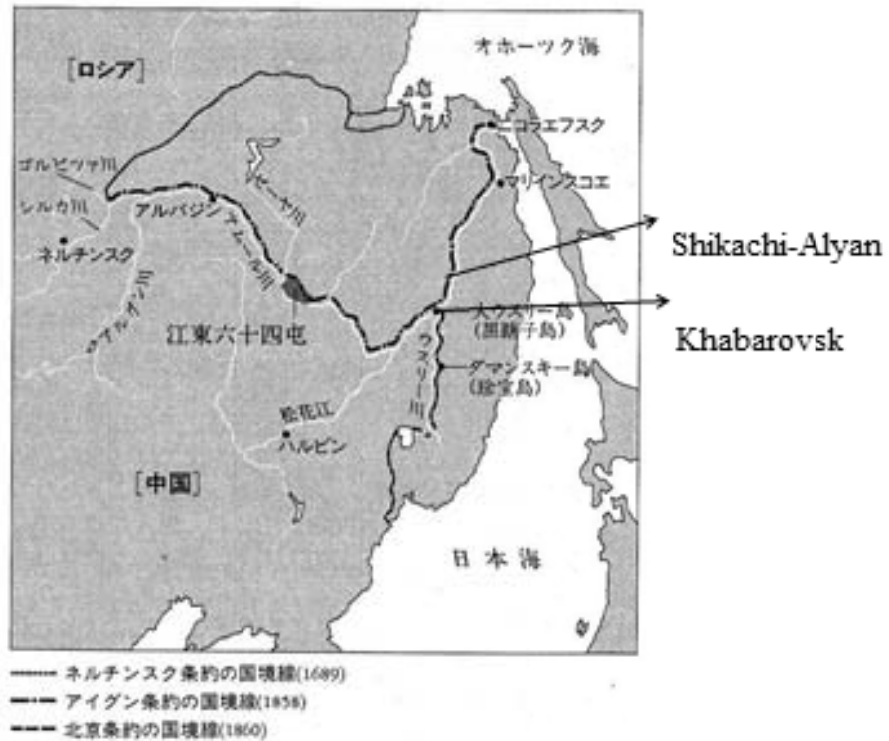 オホーツク海
[ロシア]
ニコラエフスク
ゴルビツァ川
マリインスコエ
シルカ川
アルバジン
ゼーヤ川
アムール川
ネルチンスク
Shikachi-Alyan
アルグン川
大ウスリー島
(黒瞎子島)
Khabarovsk
江東六十四屯
ウスリー川
ダマンスキー島
(珍宝島)
松花江
ハルビン
[中国]
日本海
ネルチンスク条約の国境線(1689)
アイグン条約の国境線(1858)
北京条約の国境線(1860)